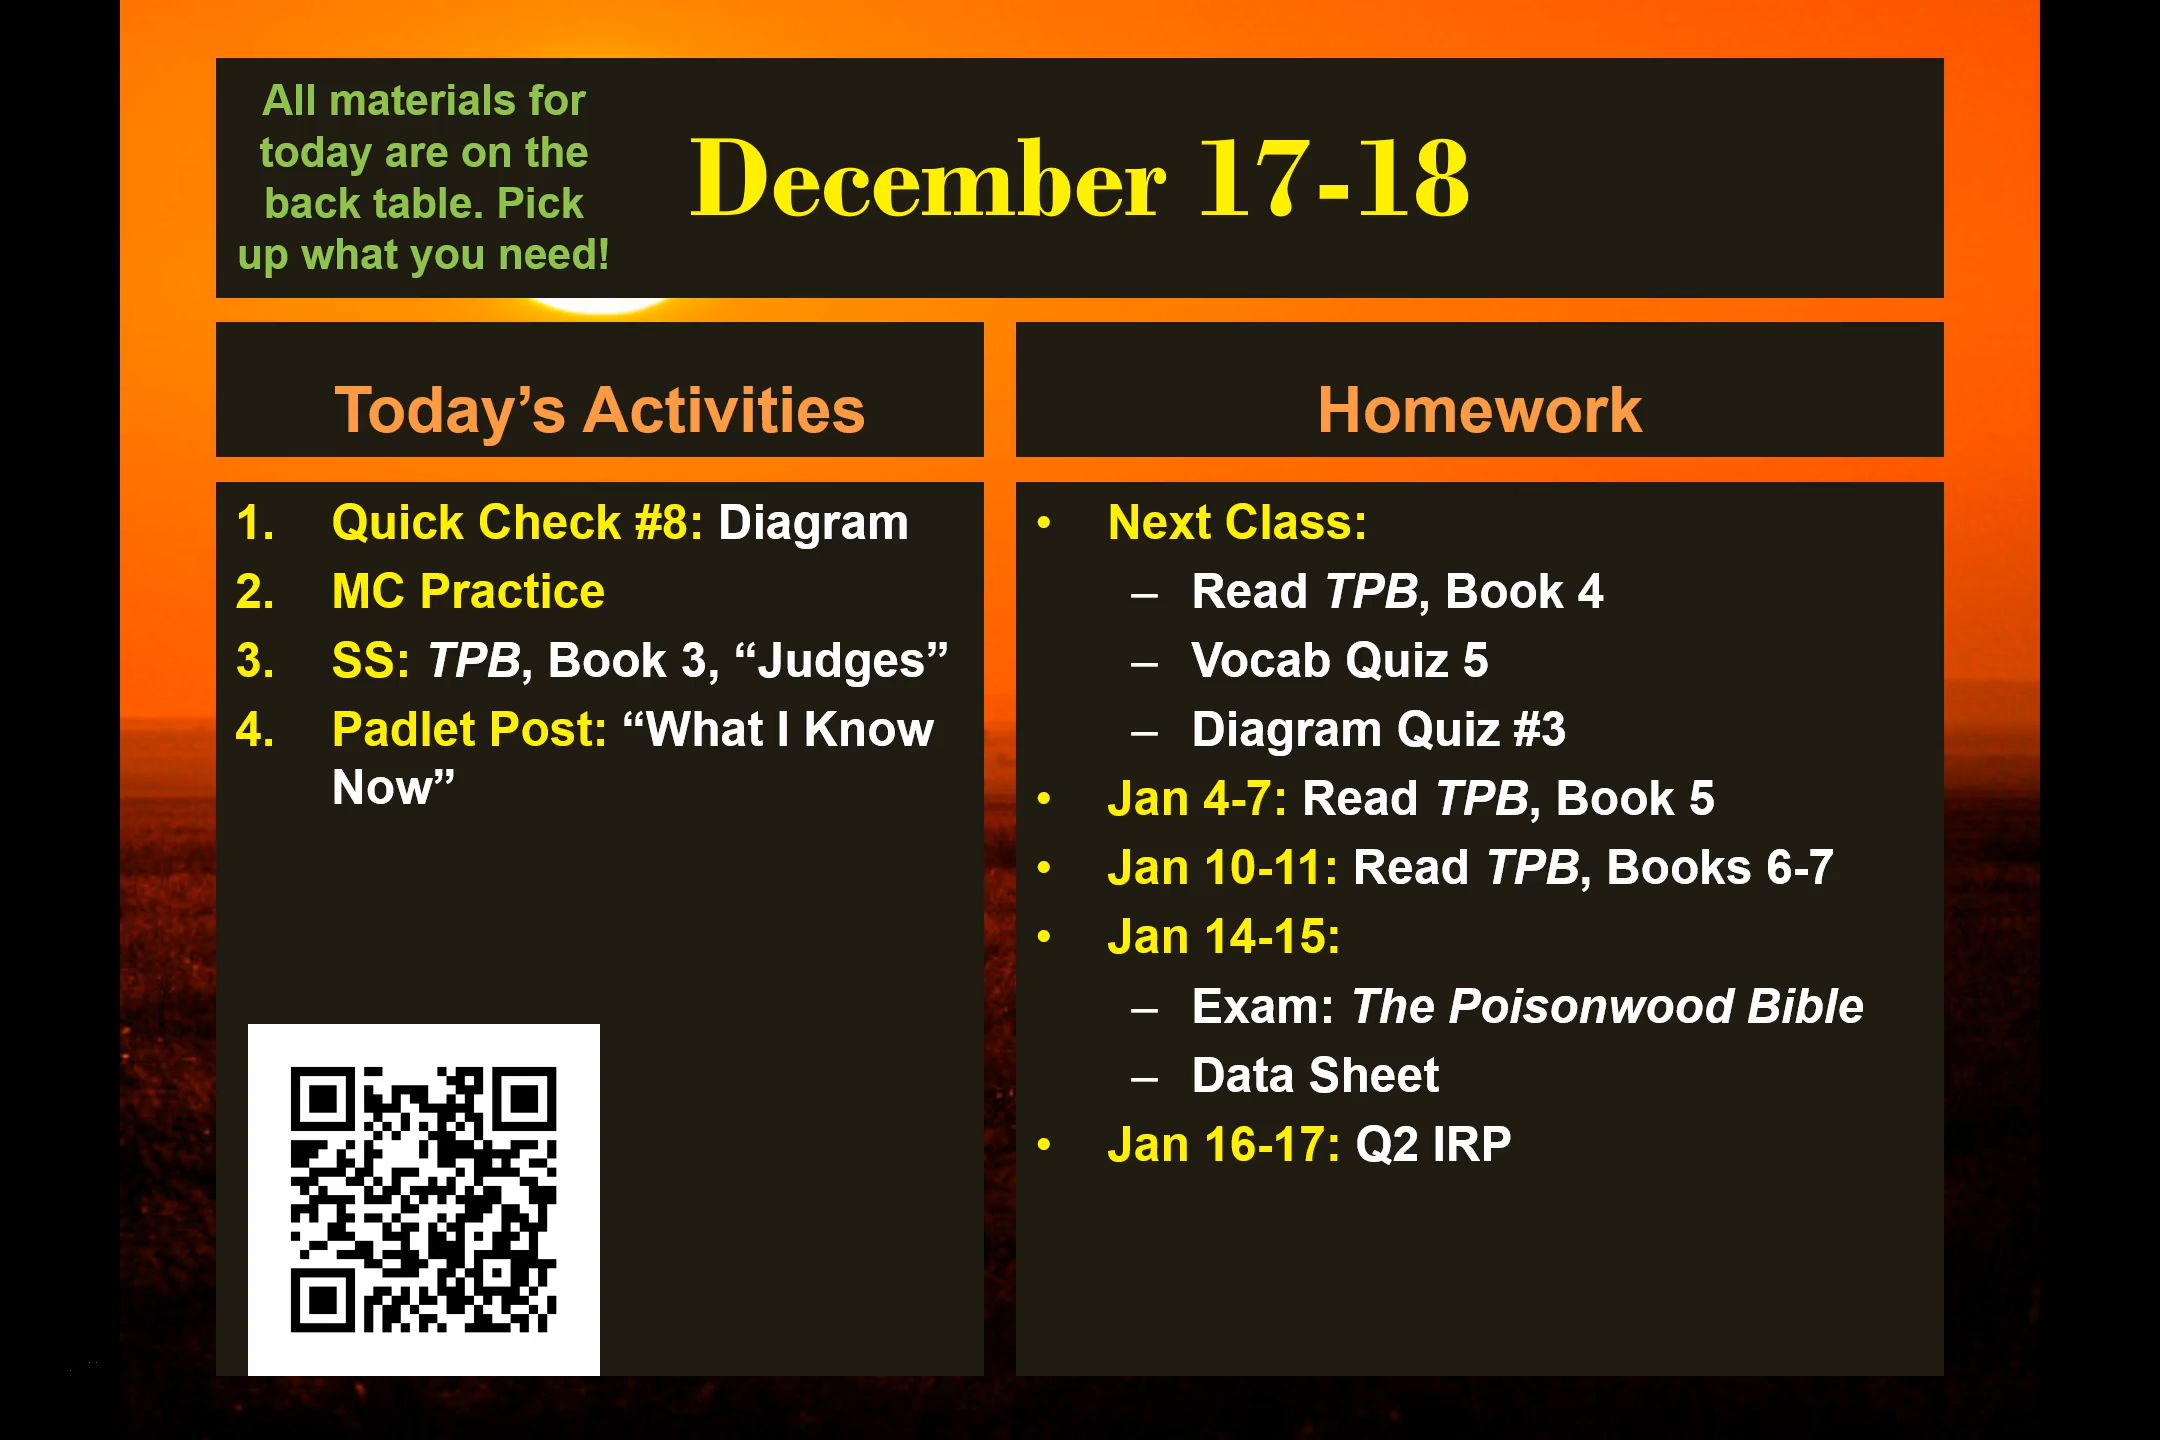 All materials for
today are on the
back table. Pick
up what you need!
December 17-18
Today’s Activities
1. Quick Check #8: Diagram
2. MC Practice
3. SS: TPB, Book 3, “Judges”
4. Padlet Post: “What I Know
Now”
Homework
• Next Class:
– Read TPB, Book 4
– Vocab Quiz 5
– Diagram Quiz #3
• Jan 4-7: Read TPB, Book 5
• Jan 10-11: Read TPB, Books 6-7
• Jan 14-15:
– Exam: The Poisonwood Bible
– Data Sheet
• Jan 16-17: Q2 IRP